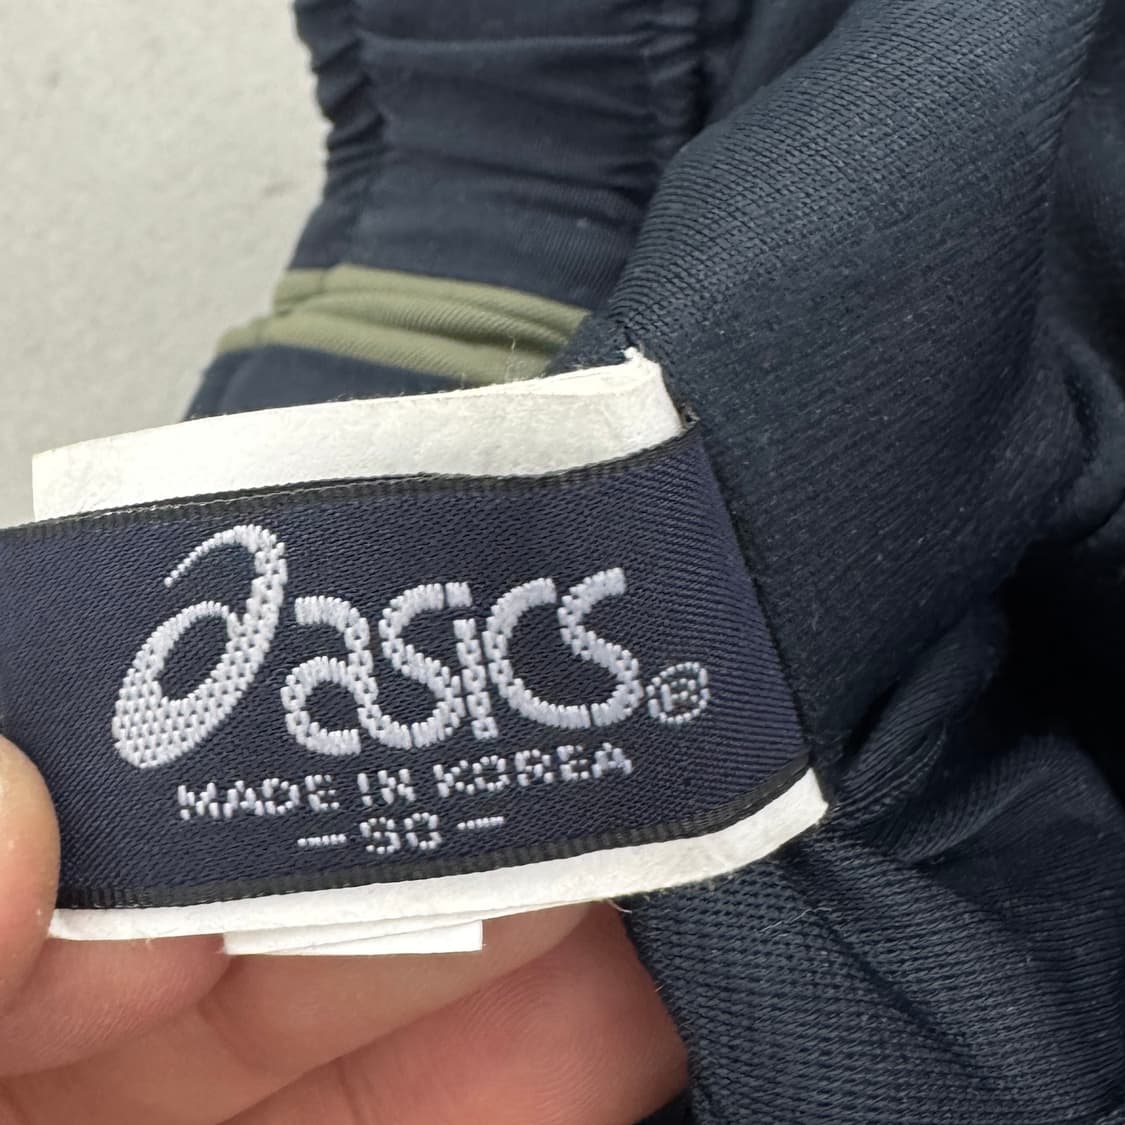 asics®
MADE IN KOREA
— 90 —